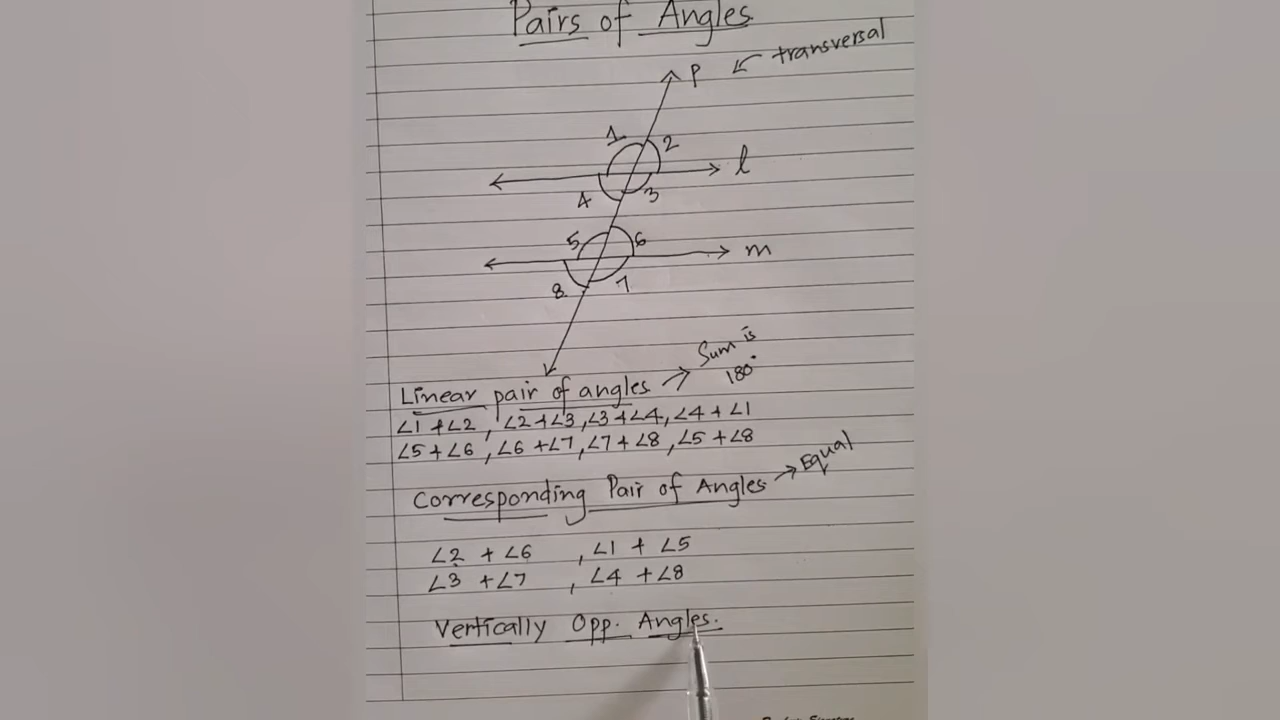 Pairs of Angles
P ↙ transversal
1 2
l
4 3
5 6
m
8 7
Sum is
180°
Linear pair of angles →
∠1 + ∠2 , ∠2 + ∠3 , ∠3 + ∠4 , ∠4 + ∠1
∠5 + ∠6 , ∠6 + ∠7 , ∠7 + ∠8 , ∠5 + ∠8
Corresponding Pair of Angles → Equal
∠2 + ∠6 , ∠1 + ∠5
∠3 + ∠7 , ∠4 + ∠8
Vertically Opp. Angles.